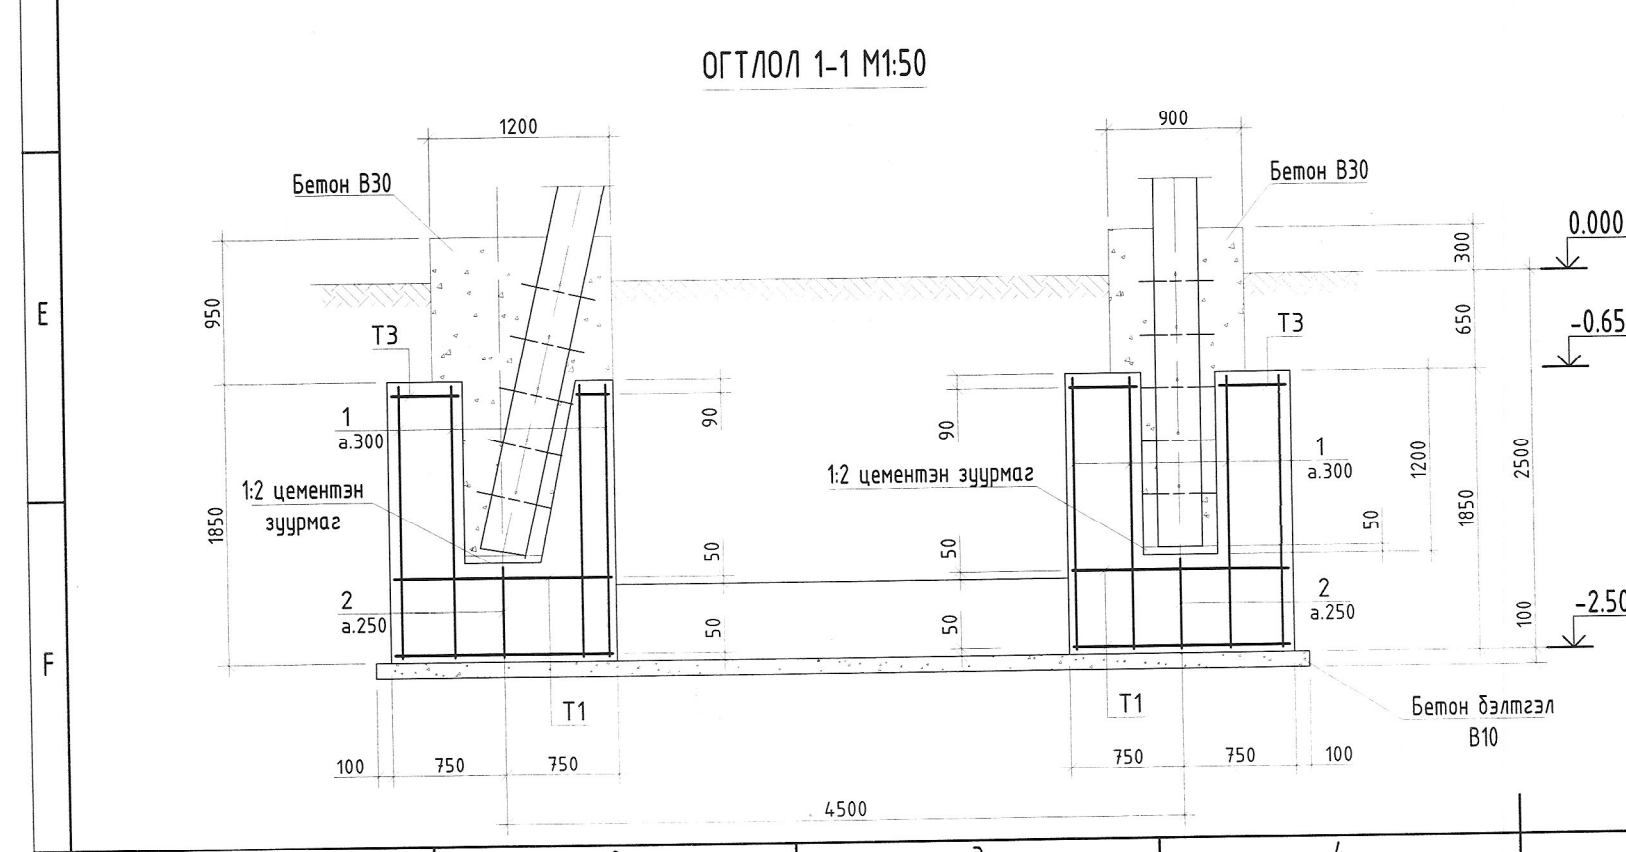 ОГТЛОЛ 1-1 М1:50
1200
900
Бетон В30
Бетон В30
0.000
300
950
650
Т3
Т3
-0.65
1
а.300
90
90
1
а.300
1200
2500
1:2 цементэн
зуурмаг
1:2 цементэн зуурмаг
1850
1850
50
50
50
2
а.250
2
а.250
50
50
100
-2.50
Е
F
Т1
Т1
Бетон бэлтгэл
В10
100
750
750
750
750
100
4500